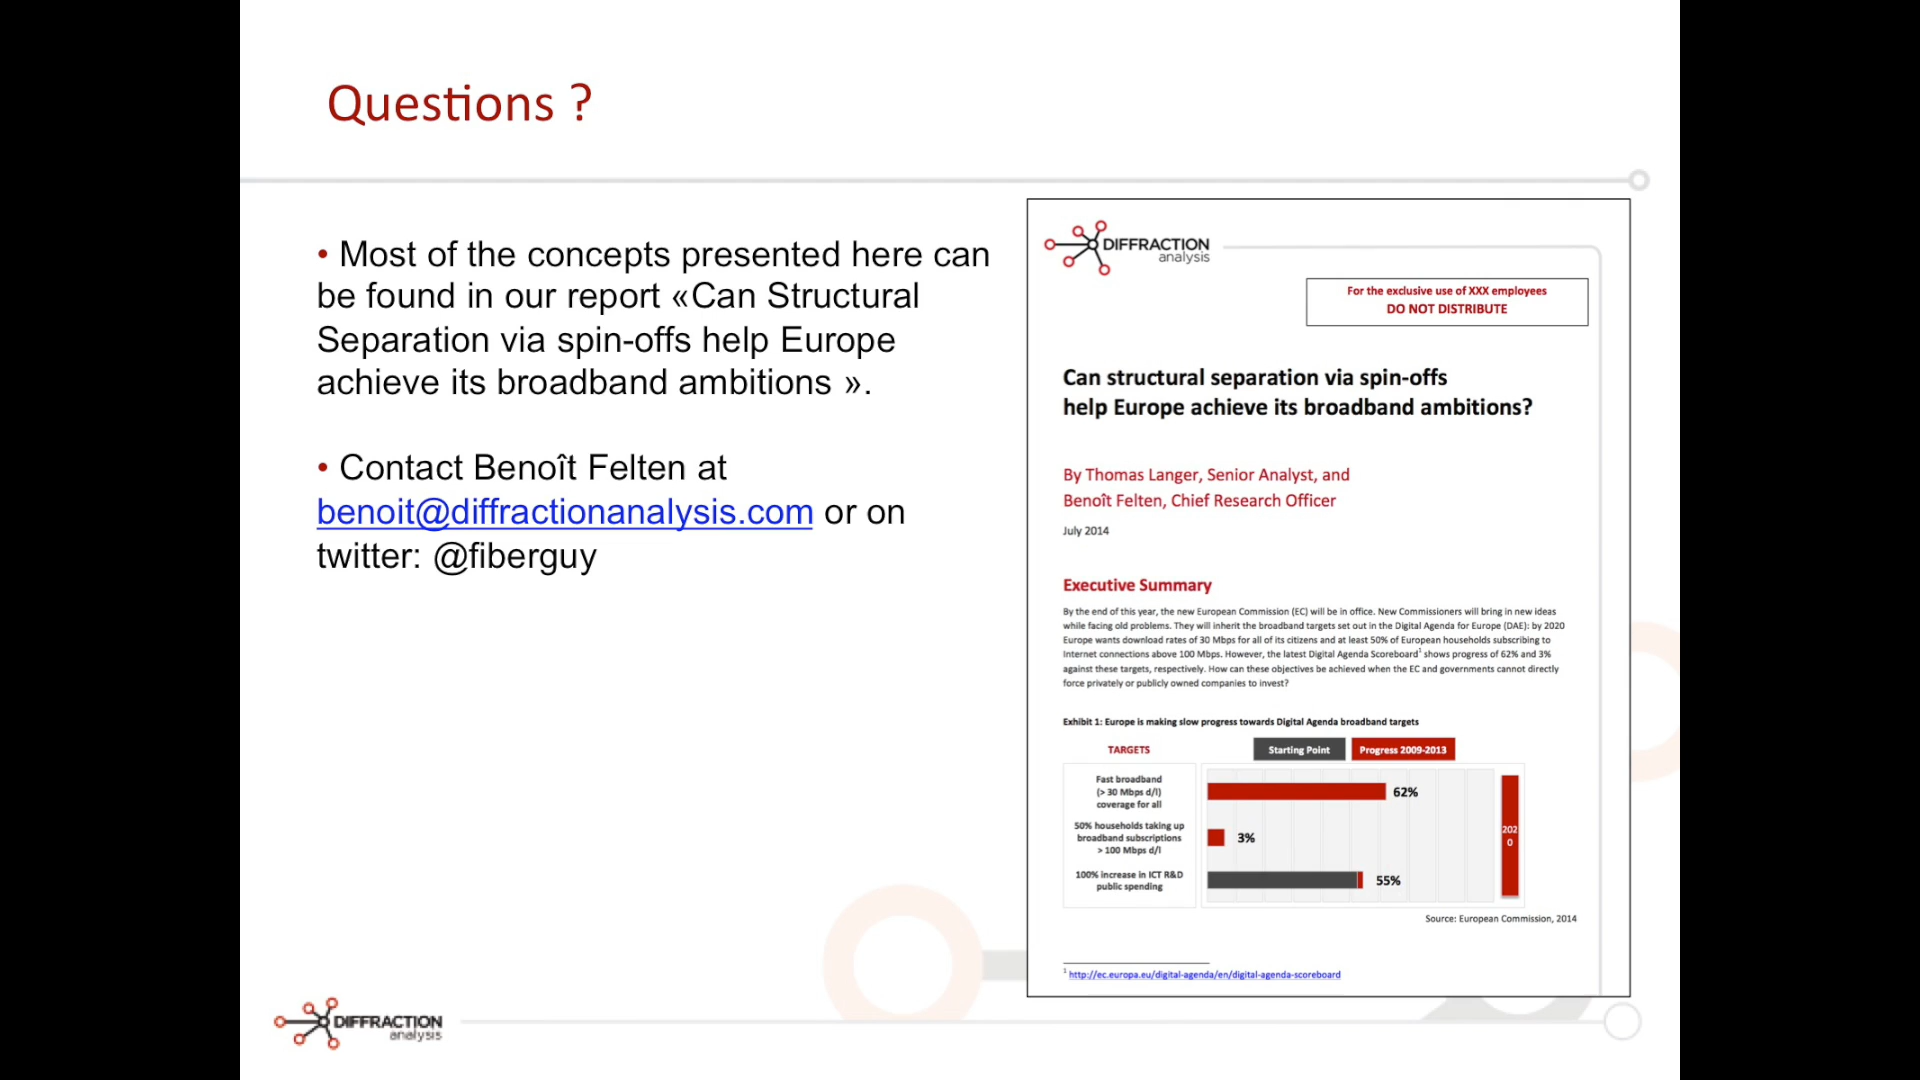 Questions ?
• Most of the concepts presented here can
be found in our report «Can Structural
Separation via spin-offs help Europe
achieve its broadband ambitions ».
• Contact Benoît Felten at
benoit@diffractionanalysis.com or on
twitter: @fiberguy
DIFFRACTION
analysis
For the exclusive use of XXX employees
DO NOT DISTRIBUTE
Can structural separation via spin-offs
help Europe achieve its broadband ambitions?
By Thomas Langer, Senior Analyst, and
Benoît Felten, Chief Research Officer
July 2014
Executive Summary
By the end of this year, the new European Commission (EC) will be in office. New Commissioners will bring in new ideas
while facing old problems. They will inherit the broadband targets set out in the Digital Agenda for Europe (DAE): by 2020
Europe wants download rates of 30 Mbps for all of its citizens and at least 50% of European households subscribing to
Internet connections above 100 Mbps. However, the latest Digital Agenda Scoreboard¹ shows progress of 62% and 3%
against these targets, respectively. How can these objectives be achieved when the EC and governments cannot directly
force privately or publicly owned companies to invest?
Exhibit 1: Europe is making slow progress towards Digital Agenda broadband targets
TARGETS
Starting Point
Progress 2009-2013
Fast broadband
(> 30 Mbps d/l)
coverage for all
62%
50% households taking up
broadband subscriptions
> 100 Mbps d/l
3%
100% increase in ICT R&D
public spending
55%
202
0
Source: European Commission, 2014
¹ http://ec.europa.eu/digital-agenda/en/digital-agenda-scoreboard
DIFFRACTION
analysis